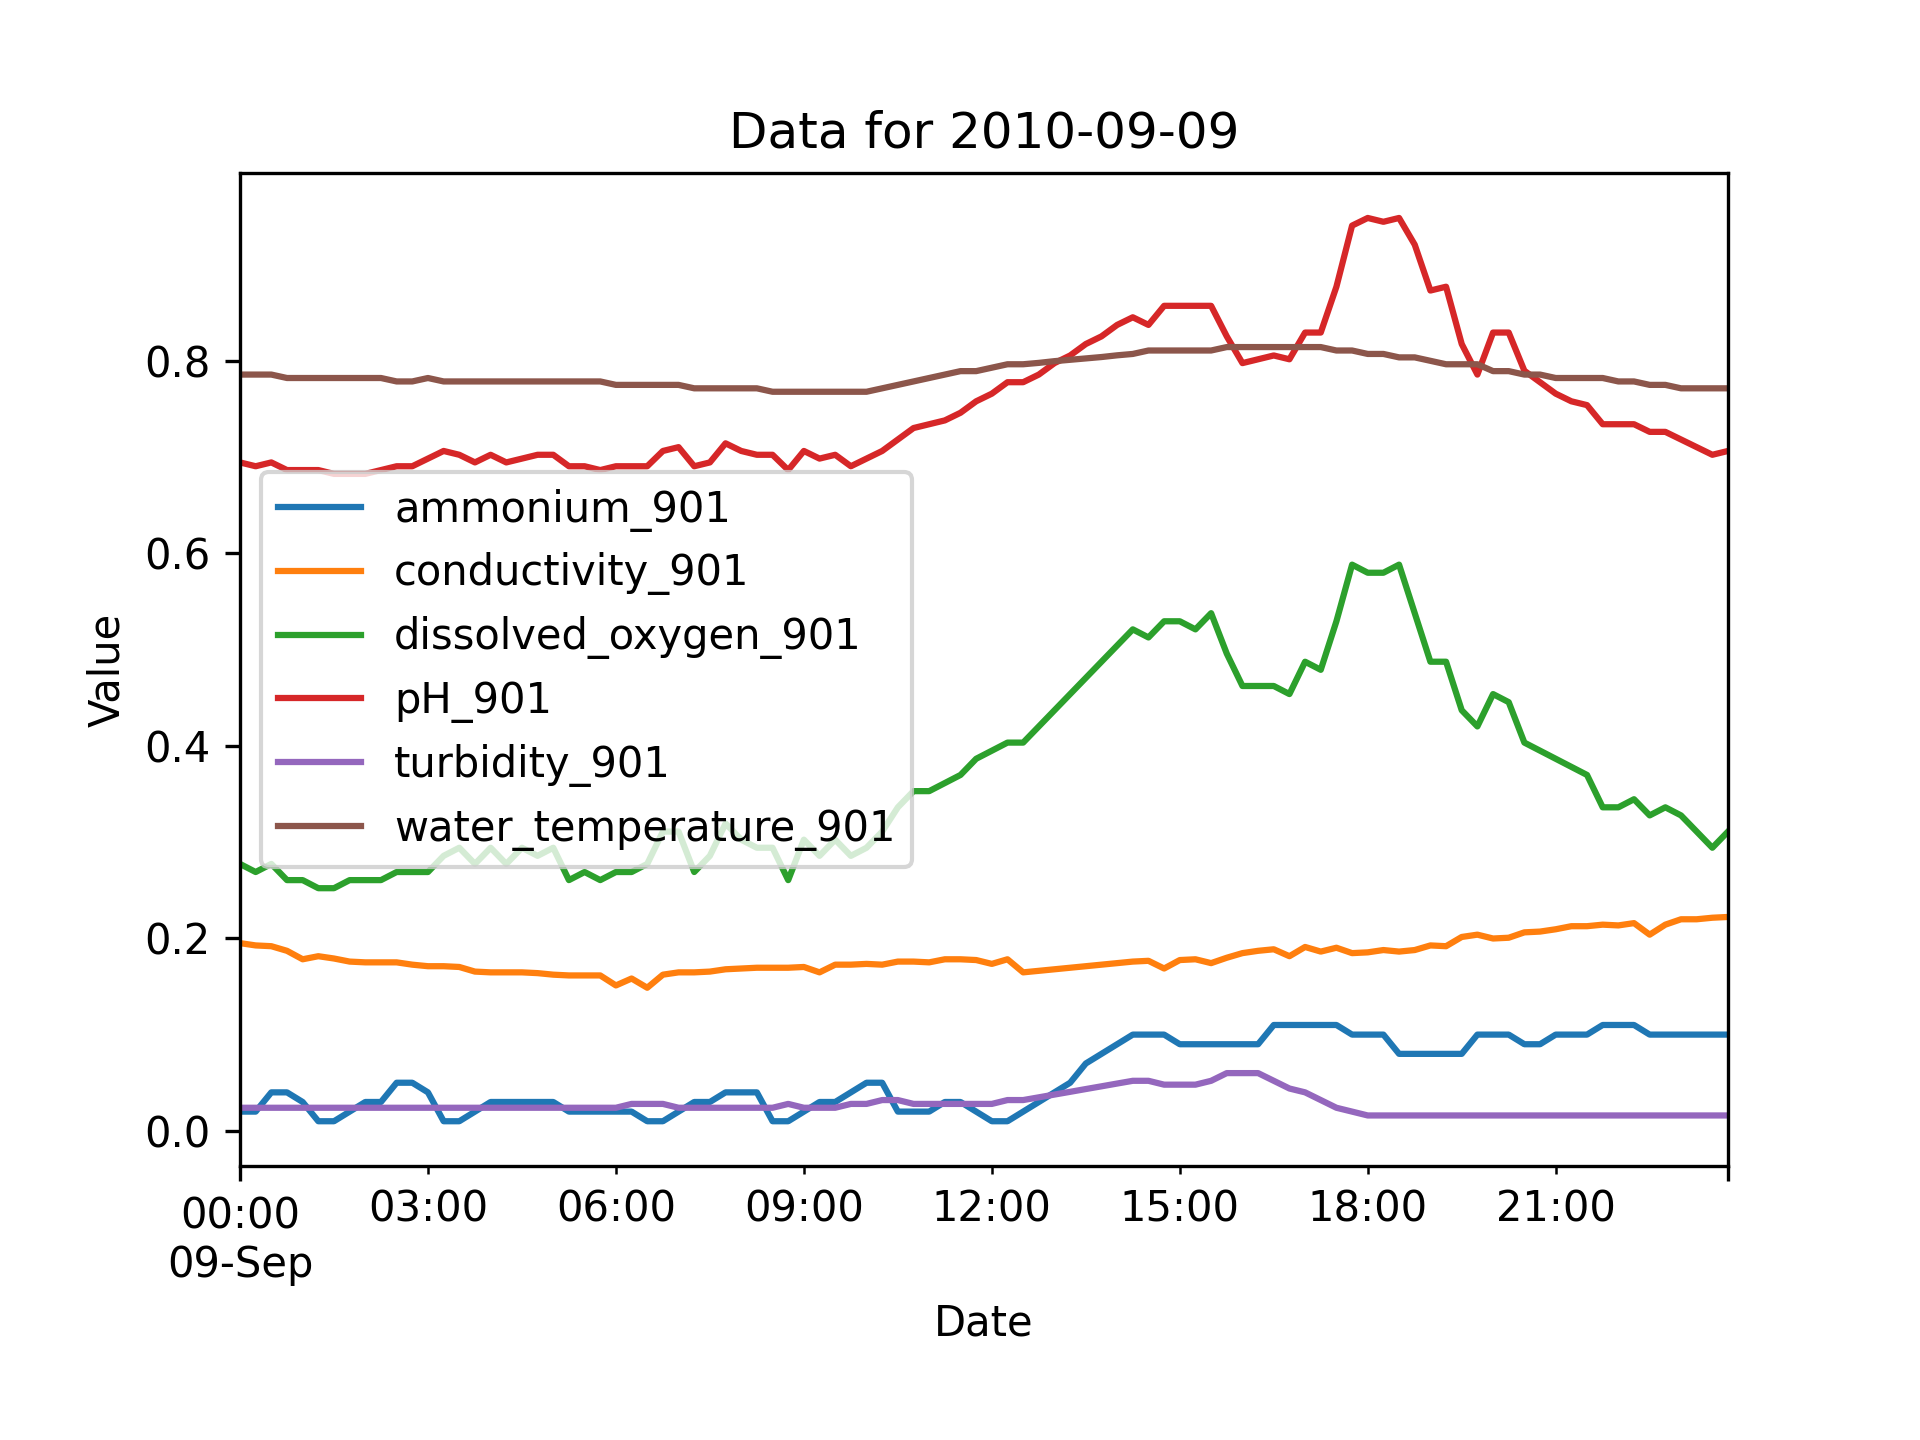 Data for 2010-09-09
Value
0.8
0.6
0.4
0.2
0.0
ammonium_901
conductivity_901
dissolved_oxygen_901
pH_901
turbidity_901
water_temperature_901
00:00 03:00 06:00 09:00 12:00 15:00 18:00 21:00
09-Sep
Date